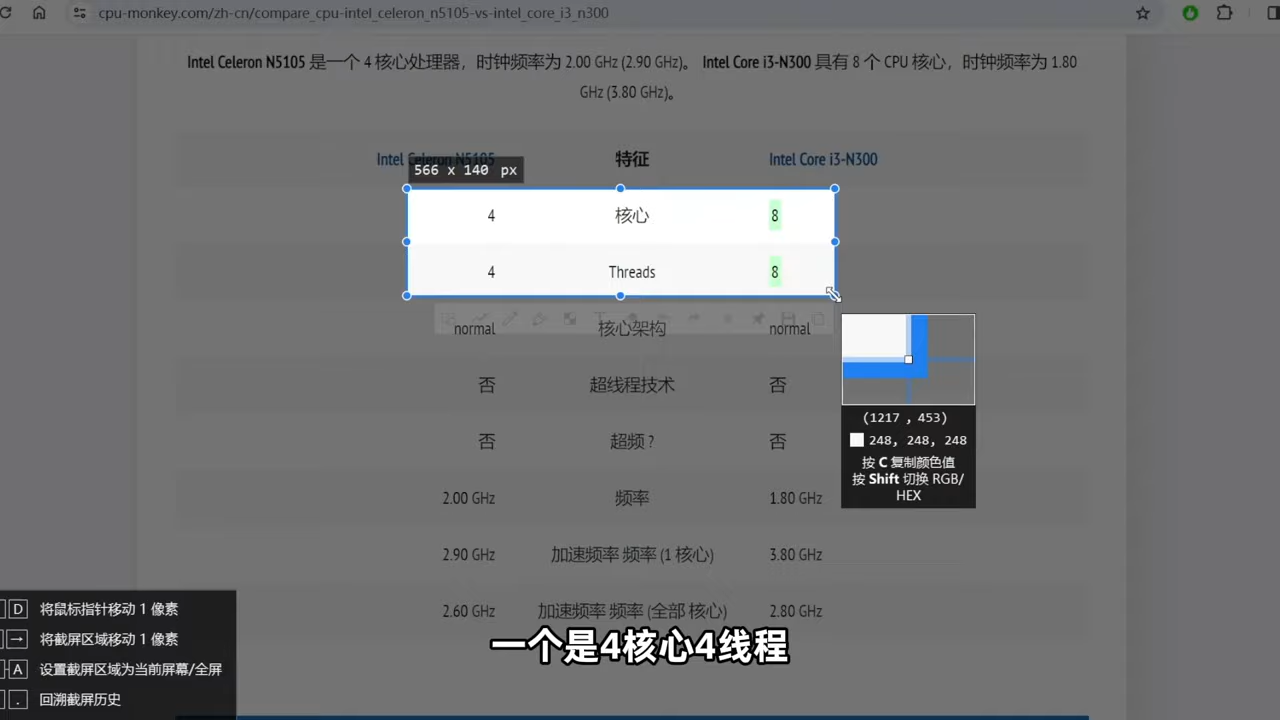 cpu-monkey.com/zh-cn/compare_cpu-intel_celeron_n5105-vs-intel_core_i3_n300
Intel Celeron N5105 是一个 4 核心处理器，时钟频率为 2.00 GHz (2.90 GHz)。 Intel Core i3-N300 具有 8 个 CPU 核心，时钟频率为 1.80
GHz (3.80 GHz)。
Intel Celeron N5105 特征 Intel Core i3-N300
566 x 140 px
4 核心 8
4 Threads 8
normal 核心架构 normal
否 超线程技术 否
否 超频 ? 否
2.00 GHz 频率 1.80 GHz
2.90 GHz 加速频率 频率 (1 核心) 3.80 GHz
2.60 GHz 加速频率 频率 (全部 核心) 2.80 GHz
(1217 , 453)
248, 248, 248
按 C 复制颜色值
按 Shift 切换 RGB/
HEX
D 将鼠标指针移动 1 像素
→ 将截屏区域移动 1 像素
A 设置截屏区域为当前屏幕/全屏
. 回溯截屏历史
一个是4核心4线程